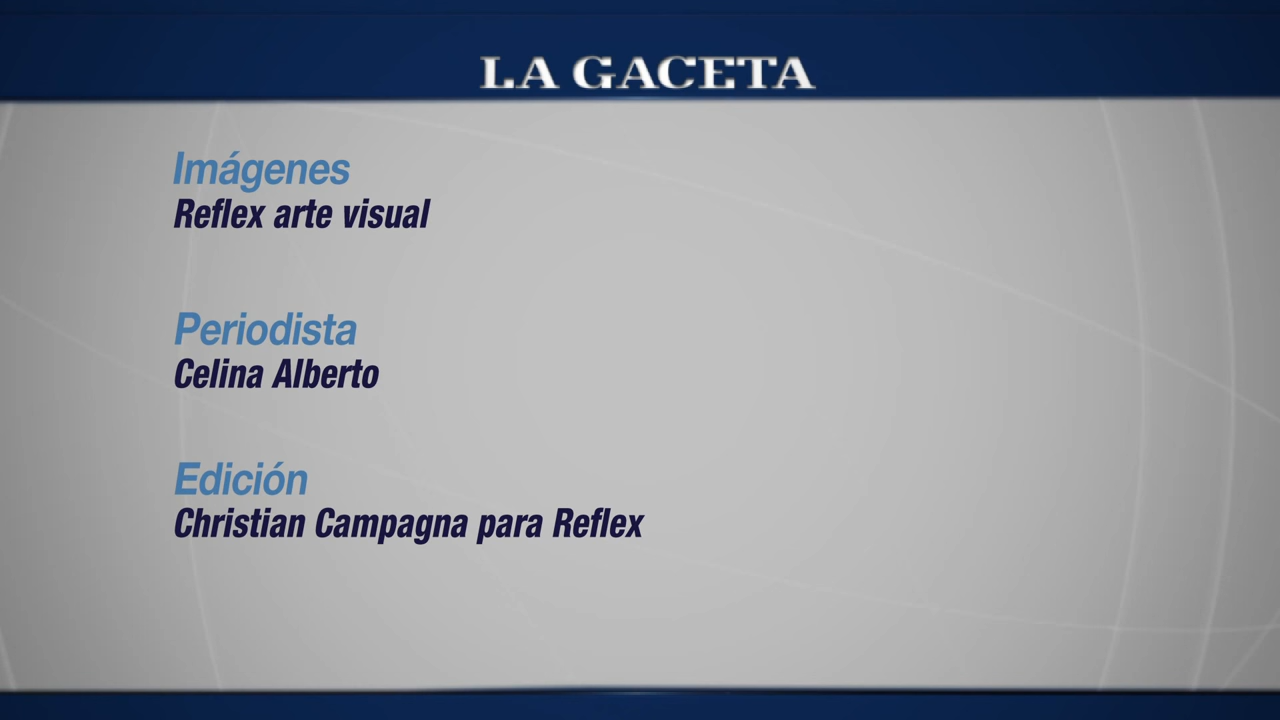 LA GACETA
Imágenes
Reflex arte visual
Periodista
Celina Alberto
Edición
Christian Campagna para Reflex